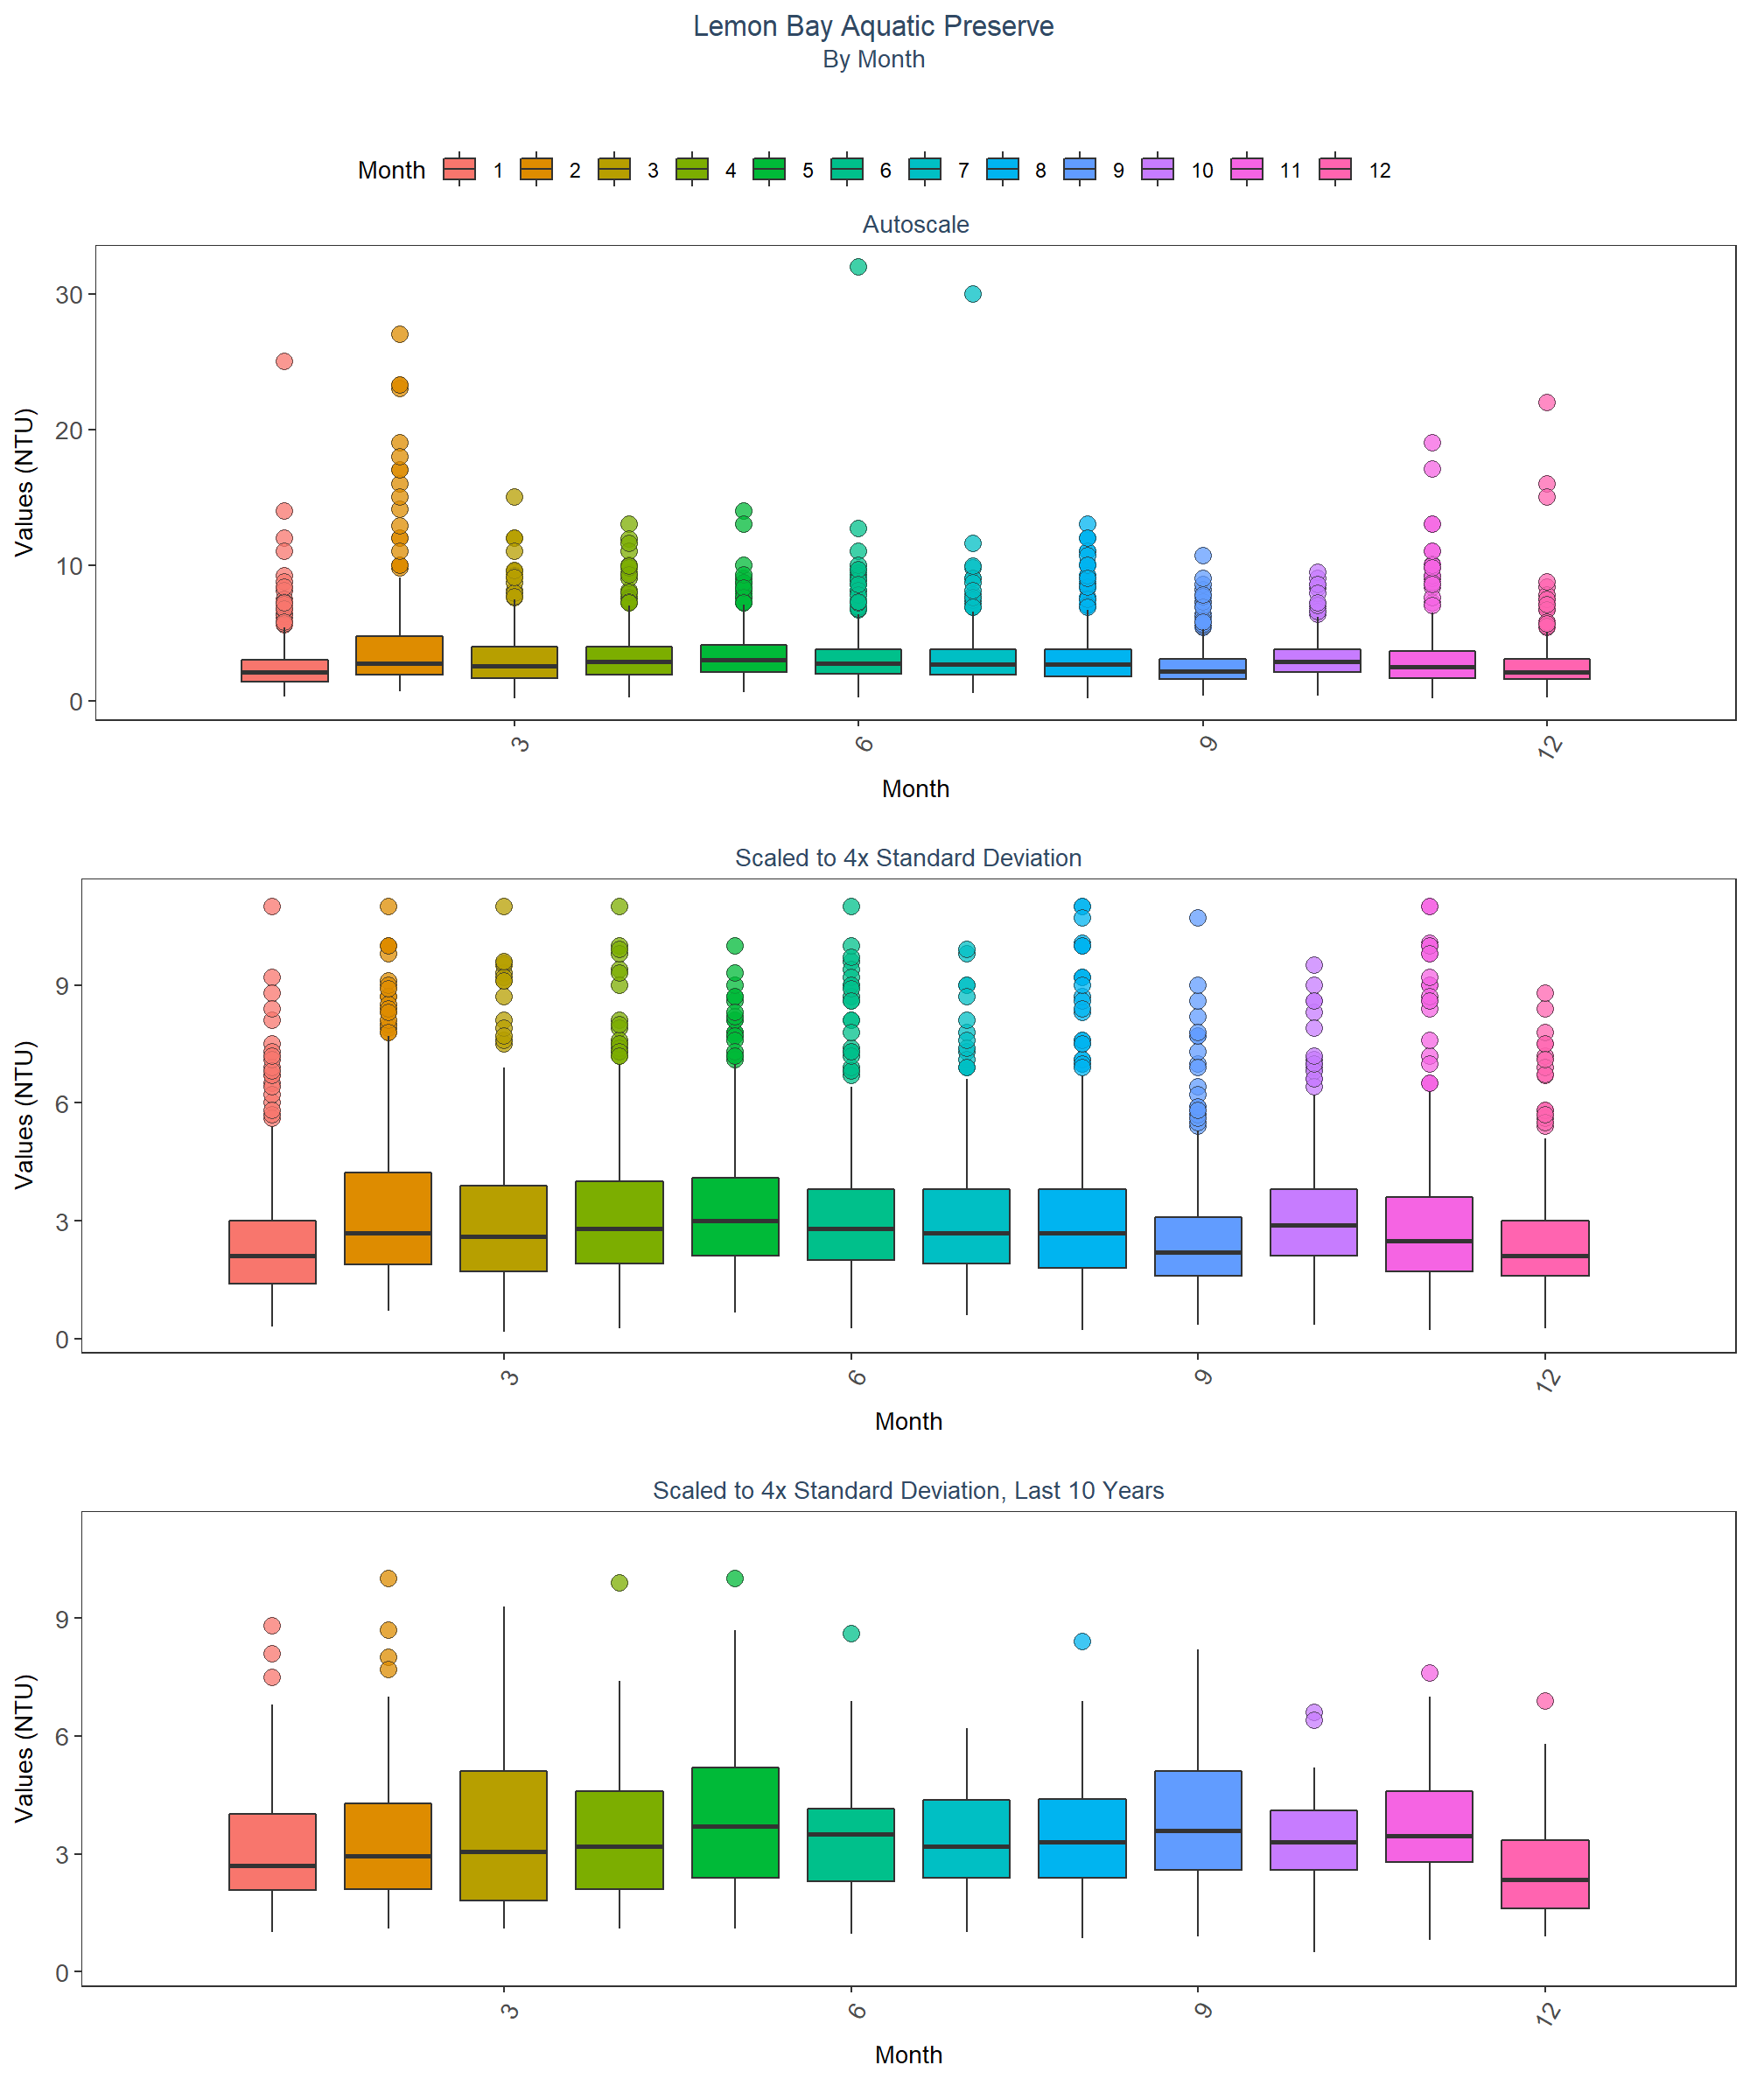 Lemon Bay Aquatic Preserve
By Month
Month 1 2 3 4 5 6 7 8 9 10 11 12
Autoscale
Values (NTU)
30
20
10
0
3 6 9 12
Month
Scaled to 4x Standard Deviation
Values (NTU)
9
6
3
0
3 6 9 12
Month
Scaled to 4x Standard Deviation, Last 10 Years
Values (NTU)
9
6
3
0
3 6 9 12
Month